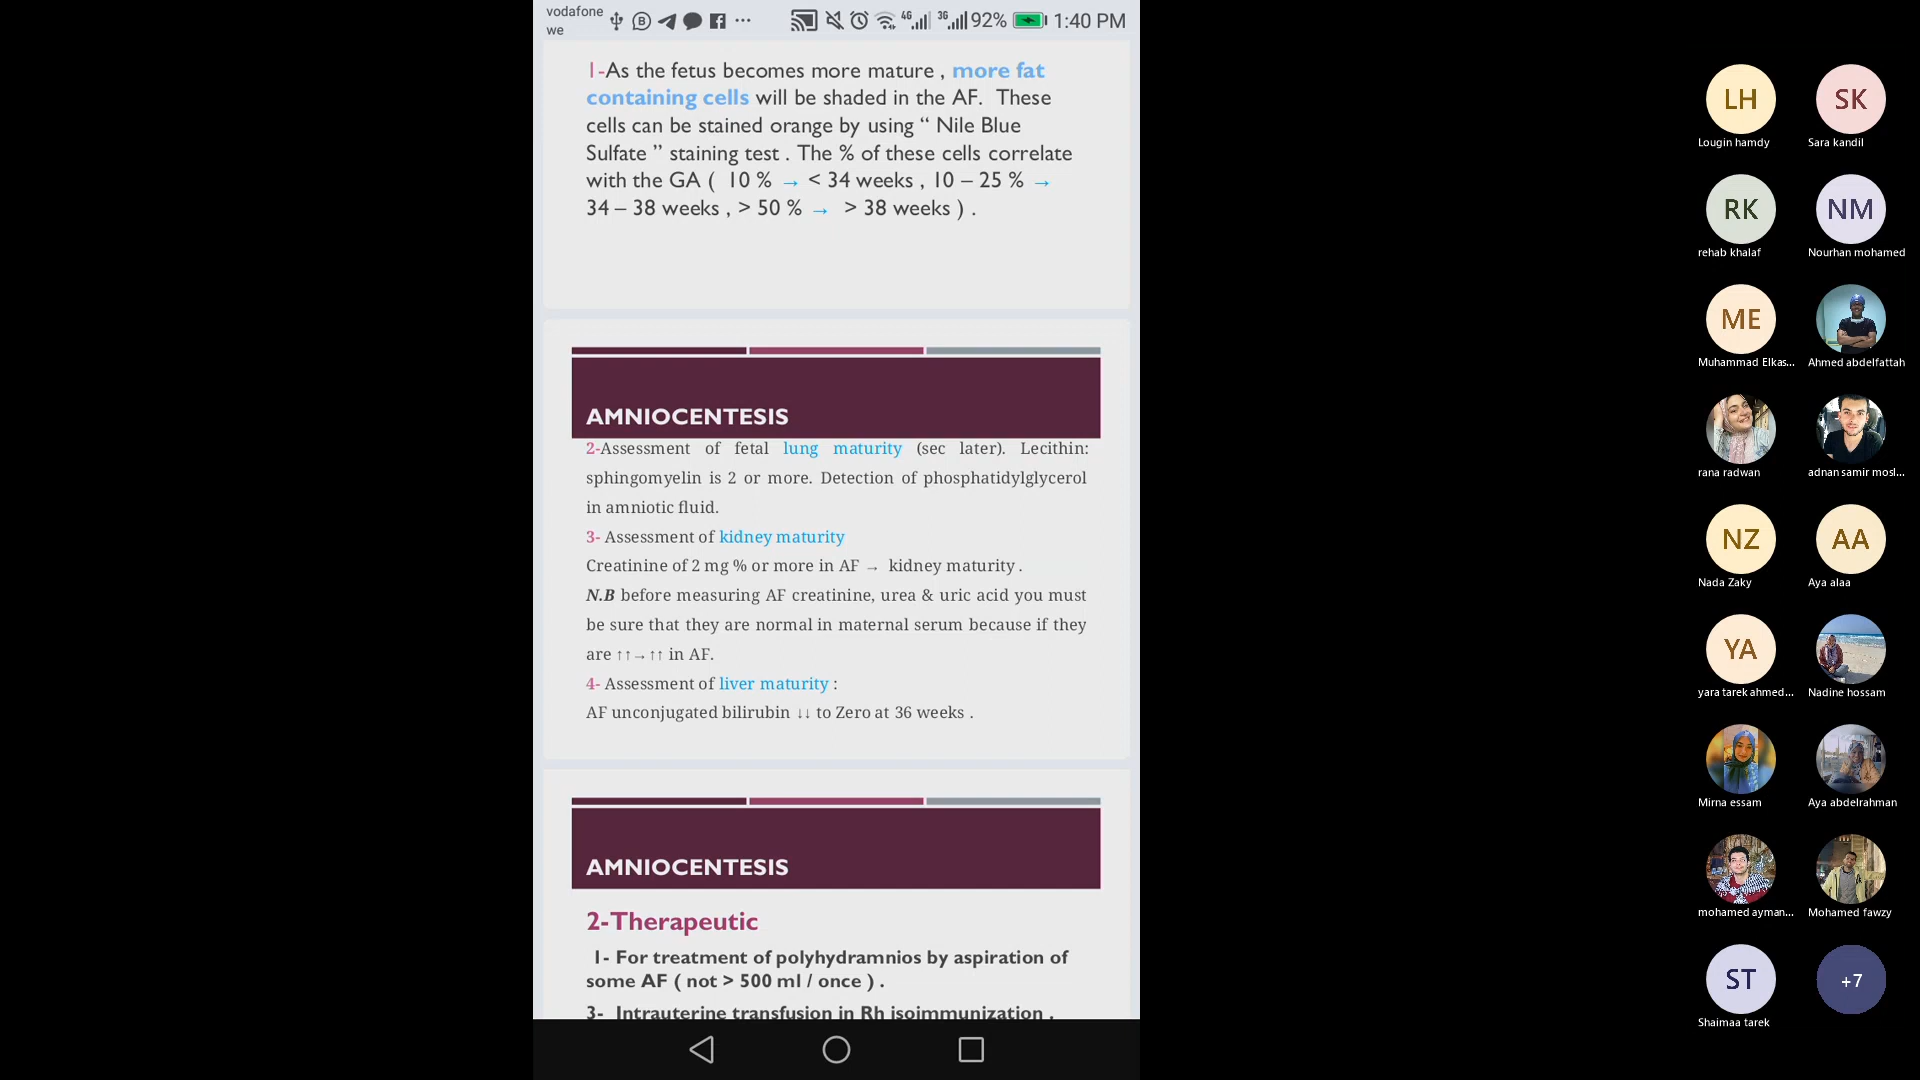 vodafone
we
4G 3G 92% 1:40 PM
1-As the fetus becomes more mature , more fat
containing cells will be shaded in the AF. These
cells can be stained orange by using “ Nile Blue
Sulfate ” staining test . The % of these cells correlate
with the GA ( 10 % → < 34 weeks , 10 – 25 % →
34 – 38 weeks , > 50 % → > 38 weeks ) .
AMNIOCENTESIS
2-Assessment of fetal lung maturity (sec later). Lecithin:
sphingomyelin is 2 or more. Detection of phosphatidylglycerol
in amniotic fluid.
3- Assessment of kidney maturity
Creatinine of 2 mg % or more in AF → kidney maturity .
N.B before measuring AF creatinine, urea & uric acid you must
be sure that they are normal in maternal serum because if they
are ↑↑→↑↑ in AF.
4- Assessment of liver maturity :
AF unconjugated bilirubin ↓↓ to Zero at 36 weeks .
AMNIOCENTESIS
2-Therapeutic
1- For treatment of polyhydramnios by aspiration of
some AF ( not > 500 ml / once ) .
3- Intrauterine transfusion in Rh isoimmunization .
LH SK
Lougin hamdy Sara kandil
RK NM
rehab khalaf Nourhan mohamed
ME
Muhammad Elkas... Ahmed abdelfattah
rana radwan adnan samir mosl...
NZ AA
Nada Zaky Aya alaa
YA
yara tarek ahmed... Nadine hossam
Mirna essam Aya abdelrahman
mohamed ayman... Mohamed fawzy
ST +7
Shaimaa tarek